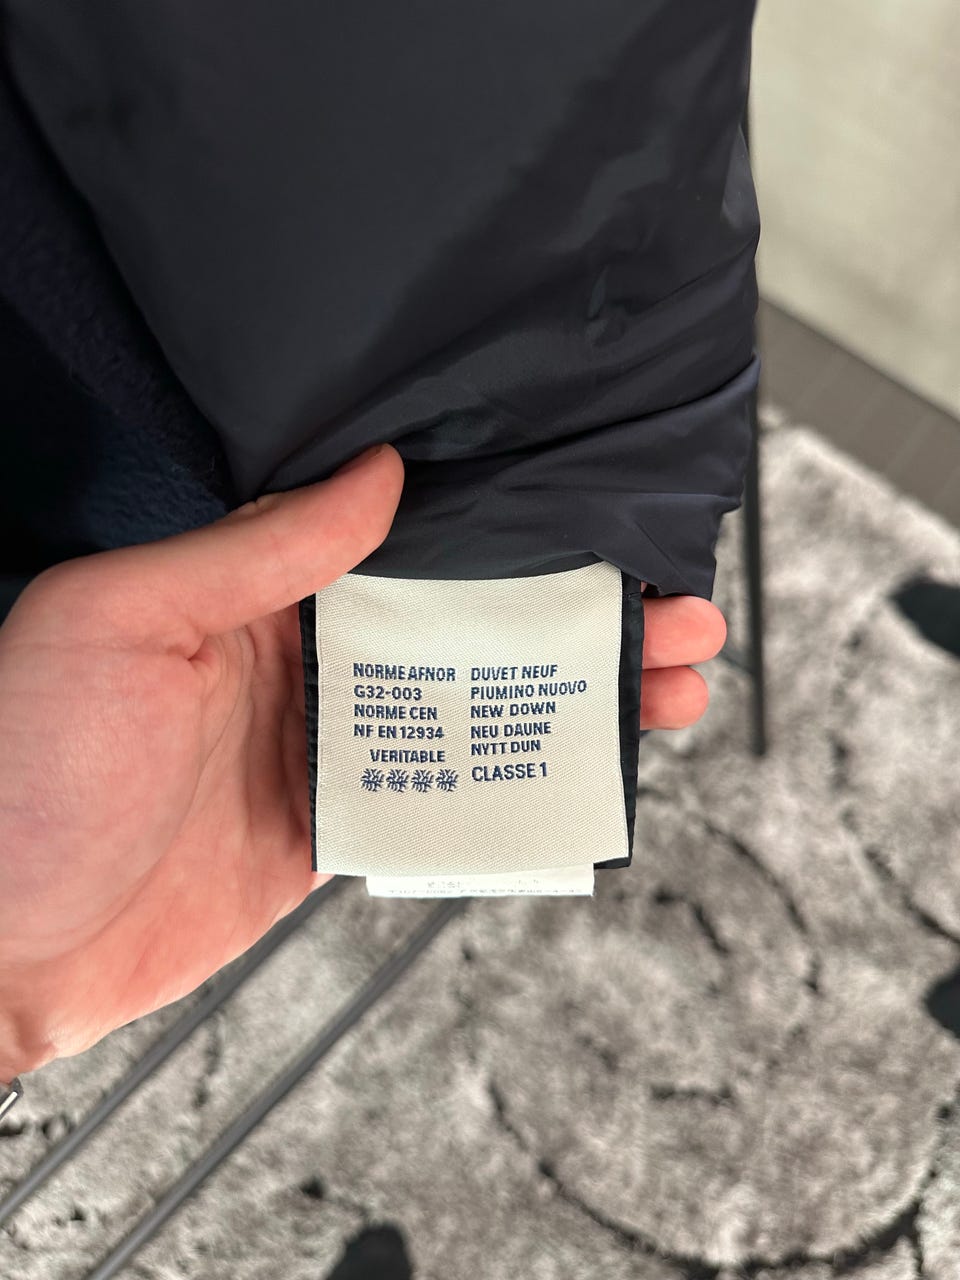 NORME AFNOR
G32-003
NORME CEN
NF EN 12934
VERITABLE
DUVET NEUF
PIUMINO NUOVO
NEW DOWN
NEU DAUNE
NYTT DUN
CLASSE 1